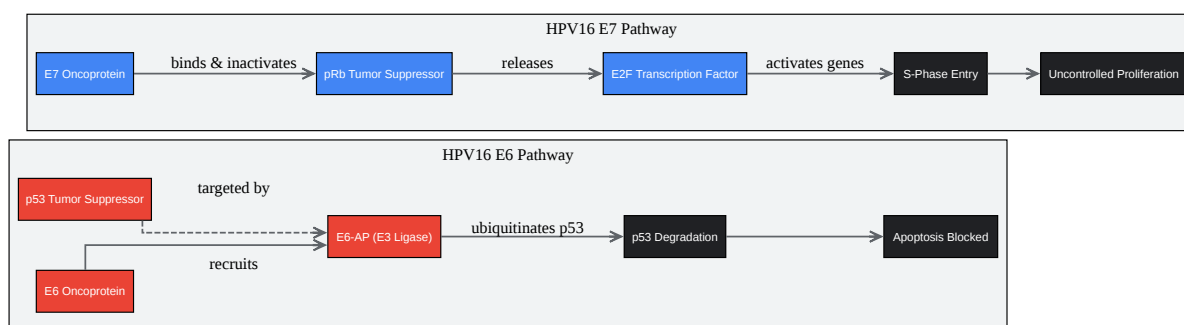 HPV16 E7 Pathway
E7 Oncoprotein
binds & inactivates
pRb Tumor Suppressor
releases
E2F Transcription Factor
activates genes
S-Phase Entry
Uncontrolled Proliferation
HPV16 E6 Pathway
p53 Tumor Suppressor
targeted by
E6-AP (E3 Ligase)
ubiquitinates p53
p53 Degradation
Apoptosis Blocked
recruits
E6 Oncoprotein